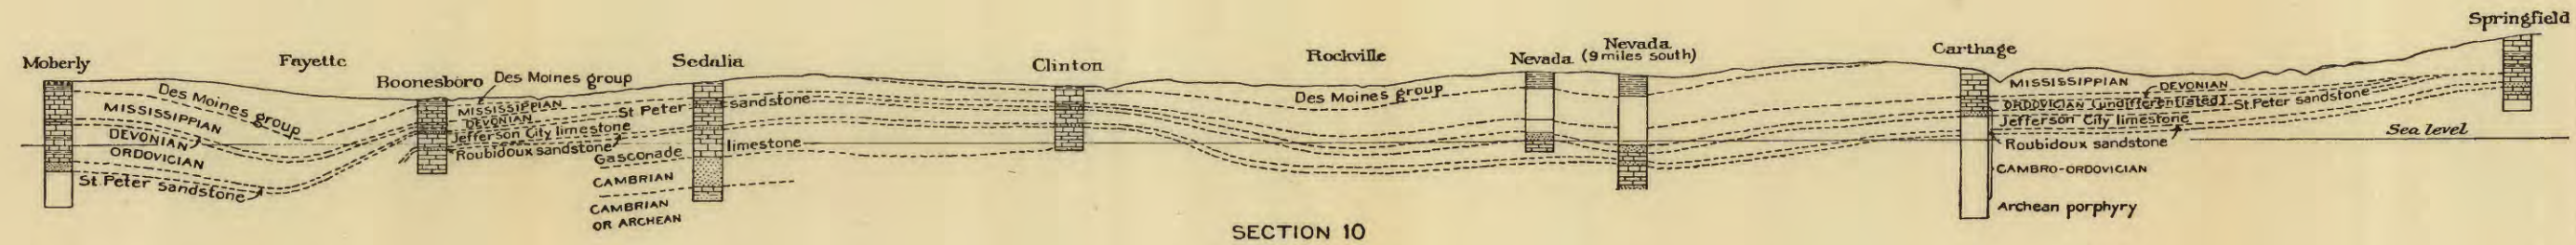 Moberly
Fayette
Boonesboro
Sedalia
Clinton
Rockville
Nevada
Nevada
(9 miles south)
Carthage
Springfield
Des Moines group
MISSISSIPPIAN
DEVONIAN
ORDOVICIAN
St. Peter sandstone
Des Moines group
MISSISSIPPIAN
DEVONIAN
St Peter sandstone
Jefferson City limestone
Roubidoux sandstone
Gasconade limestone
CAMBRIAN
CAMBRIAN
OR ARCHEAN
Des Moines group
MISSISSIPPIAN
DEVONIAN
ORDOVICIAN (undifferentiated)
St. Peter sandstone
Jefferson City limestone
Roubidoux sandstone
CAMBRO-ORDOVICIAN
Archean porphyry
Sea level
SECTION 10